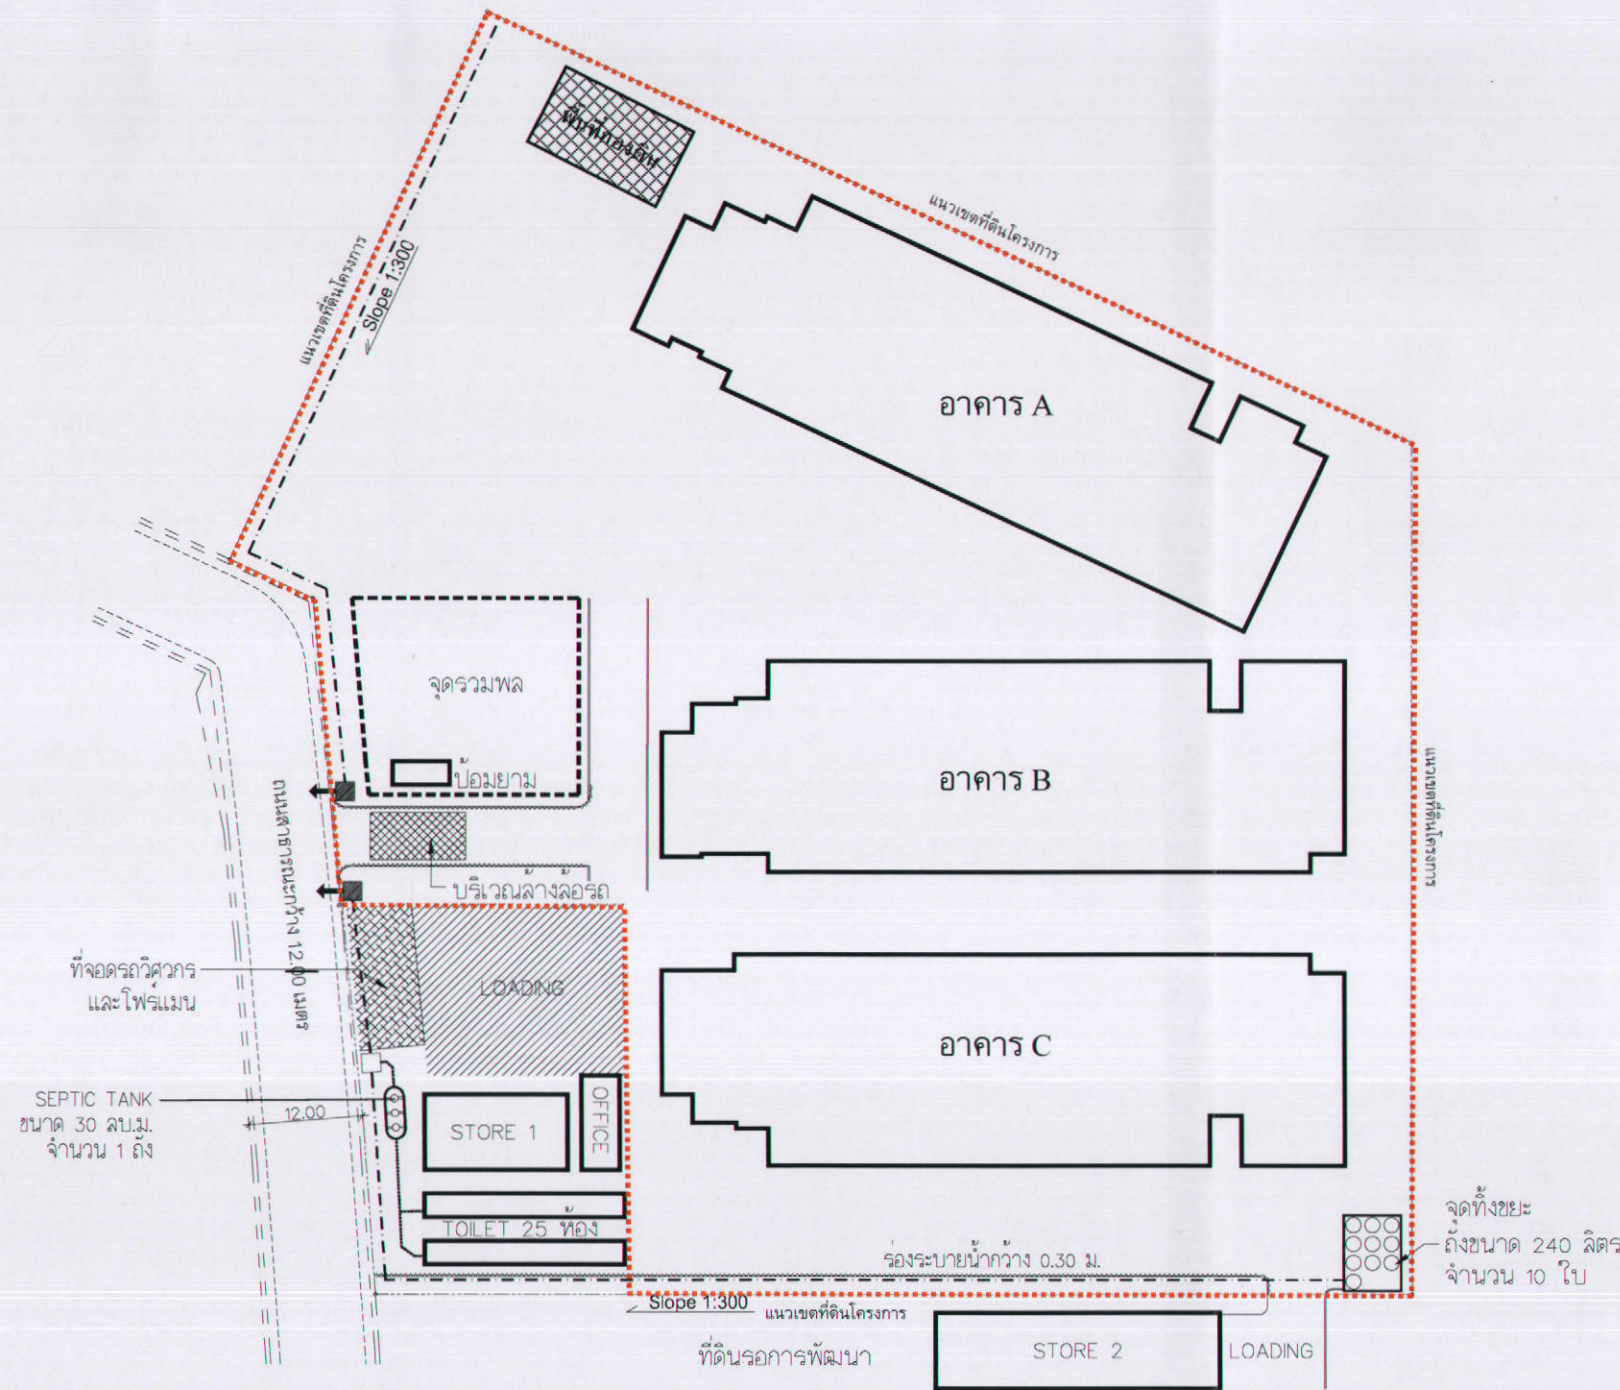 พื้นที่กองดิน
แนวเขตที่ดินโครงการ
แนวเขตที่ดินโครงการ
Slope 1:300
อาคาร A
จุดรวมพล
ป้อมยาม
อาคาร B
แนวเขตที่ดินโครงการ
ถนนสาธารณะกว้าง 12.00 เมตร
บริเวณล้างล้อรถ
ที่จอดรถวิศวกร
และโฟร์แมน
LOADING
อาคาร C
SEPTIC TANK
ขนาด 30 ลบ.ม.
จำนวน 1 ถัง
12.00
STORE 1
OFFICE
TOILET 25 ห้อง
ร่องระบายน้ำกว้าง 0.30 ม.
จุดทิ้งขยะ
ถังขนาด 240 ลิตร
จำนวน 10 ใบ
Slope 1:300
แนวเขตที่ดินโครงการ
ที่ดินรอการพัฒนา
STORE 2
LOADING